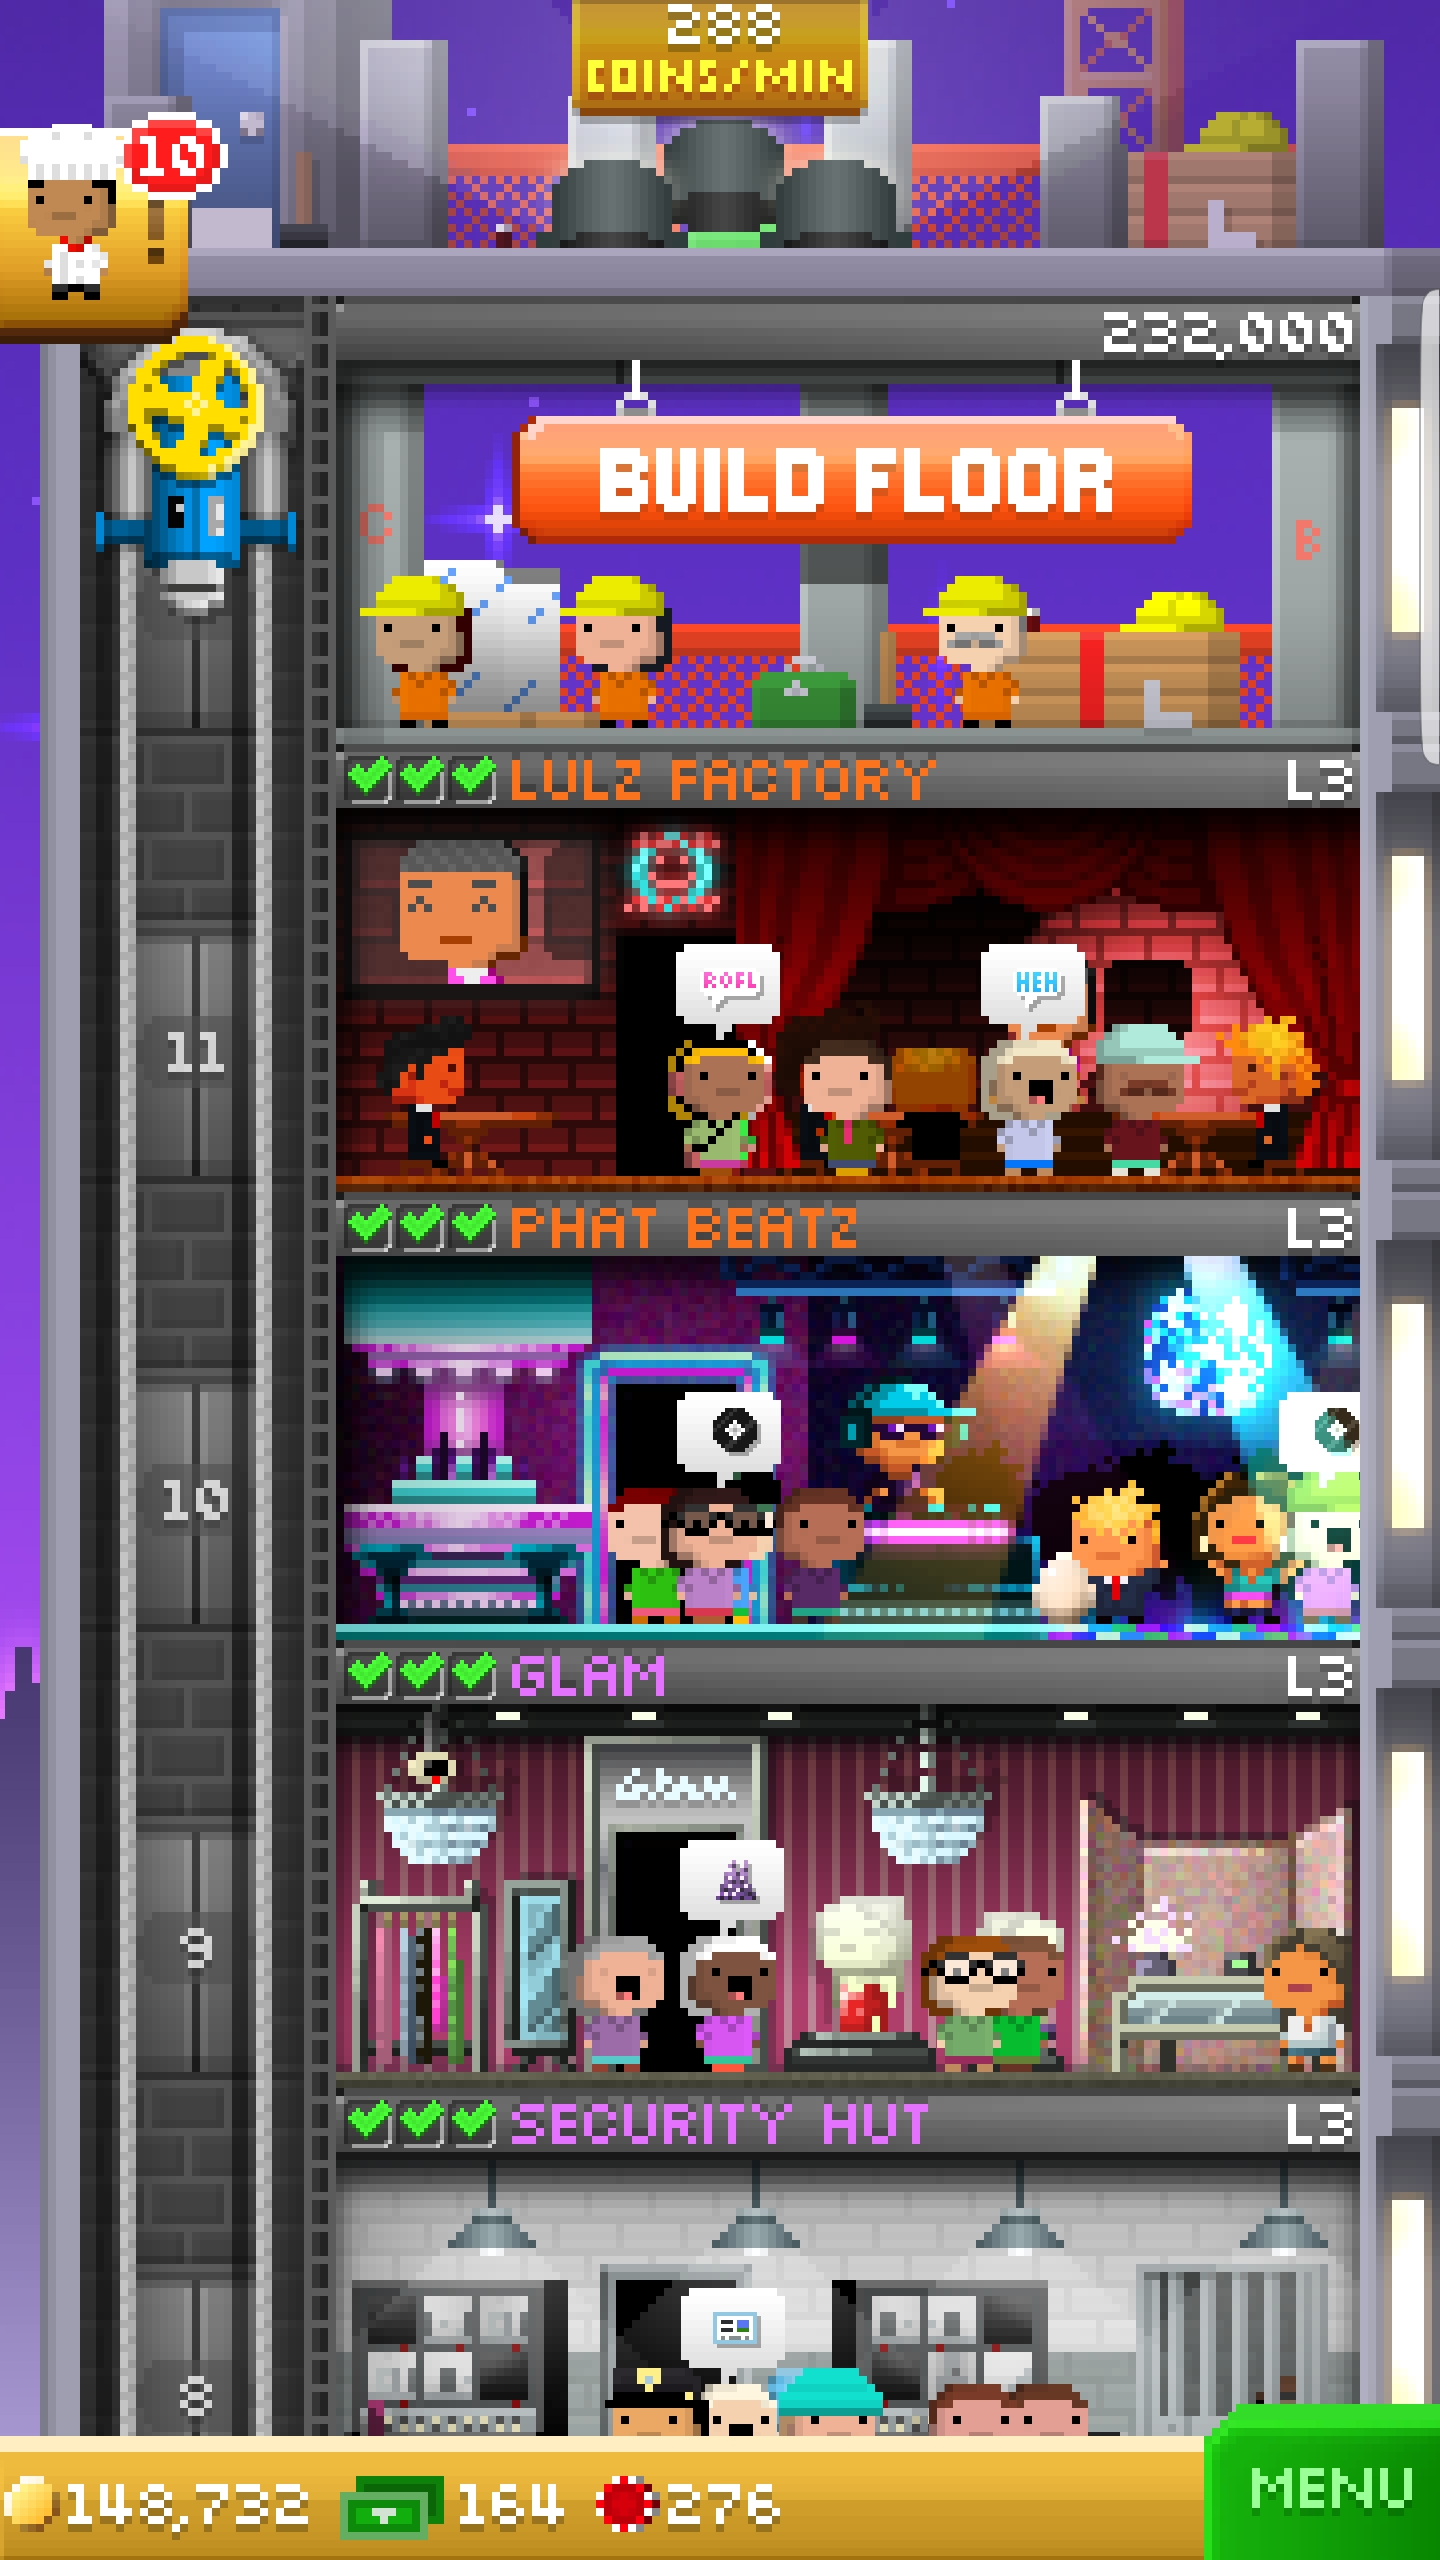 288
COINS/MIN
10
232,000
BUILD FLOOR
C
B
LULZ FACTORY L3
ROFL
HEH
11
PHAT BEATZ L3
10
GLAM L3
Glam
9
SECURITY HUT L3
8
148,732 164 276
MENU